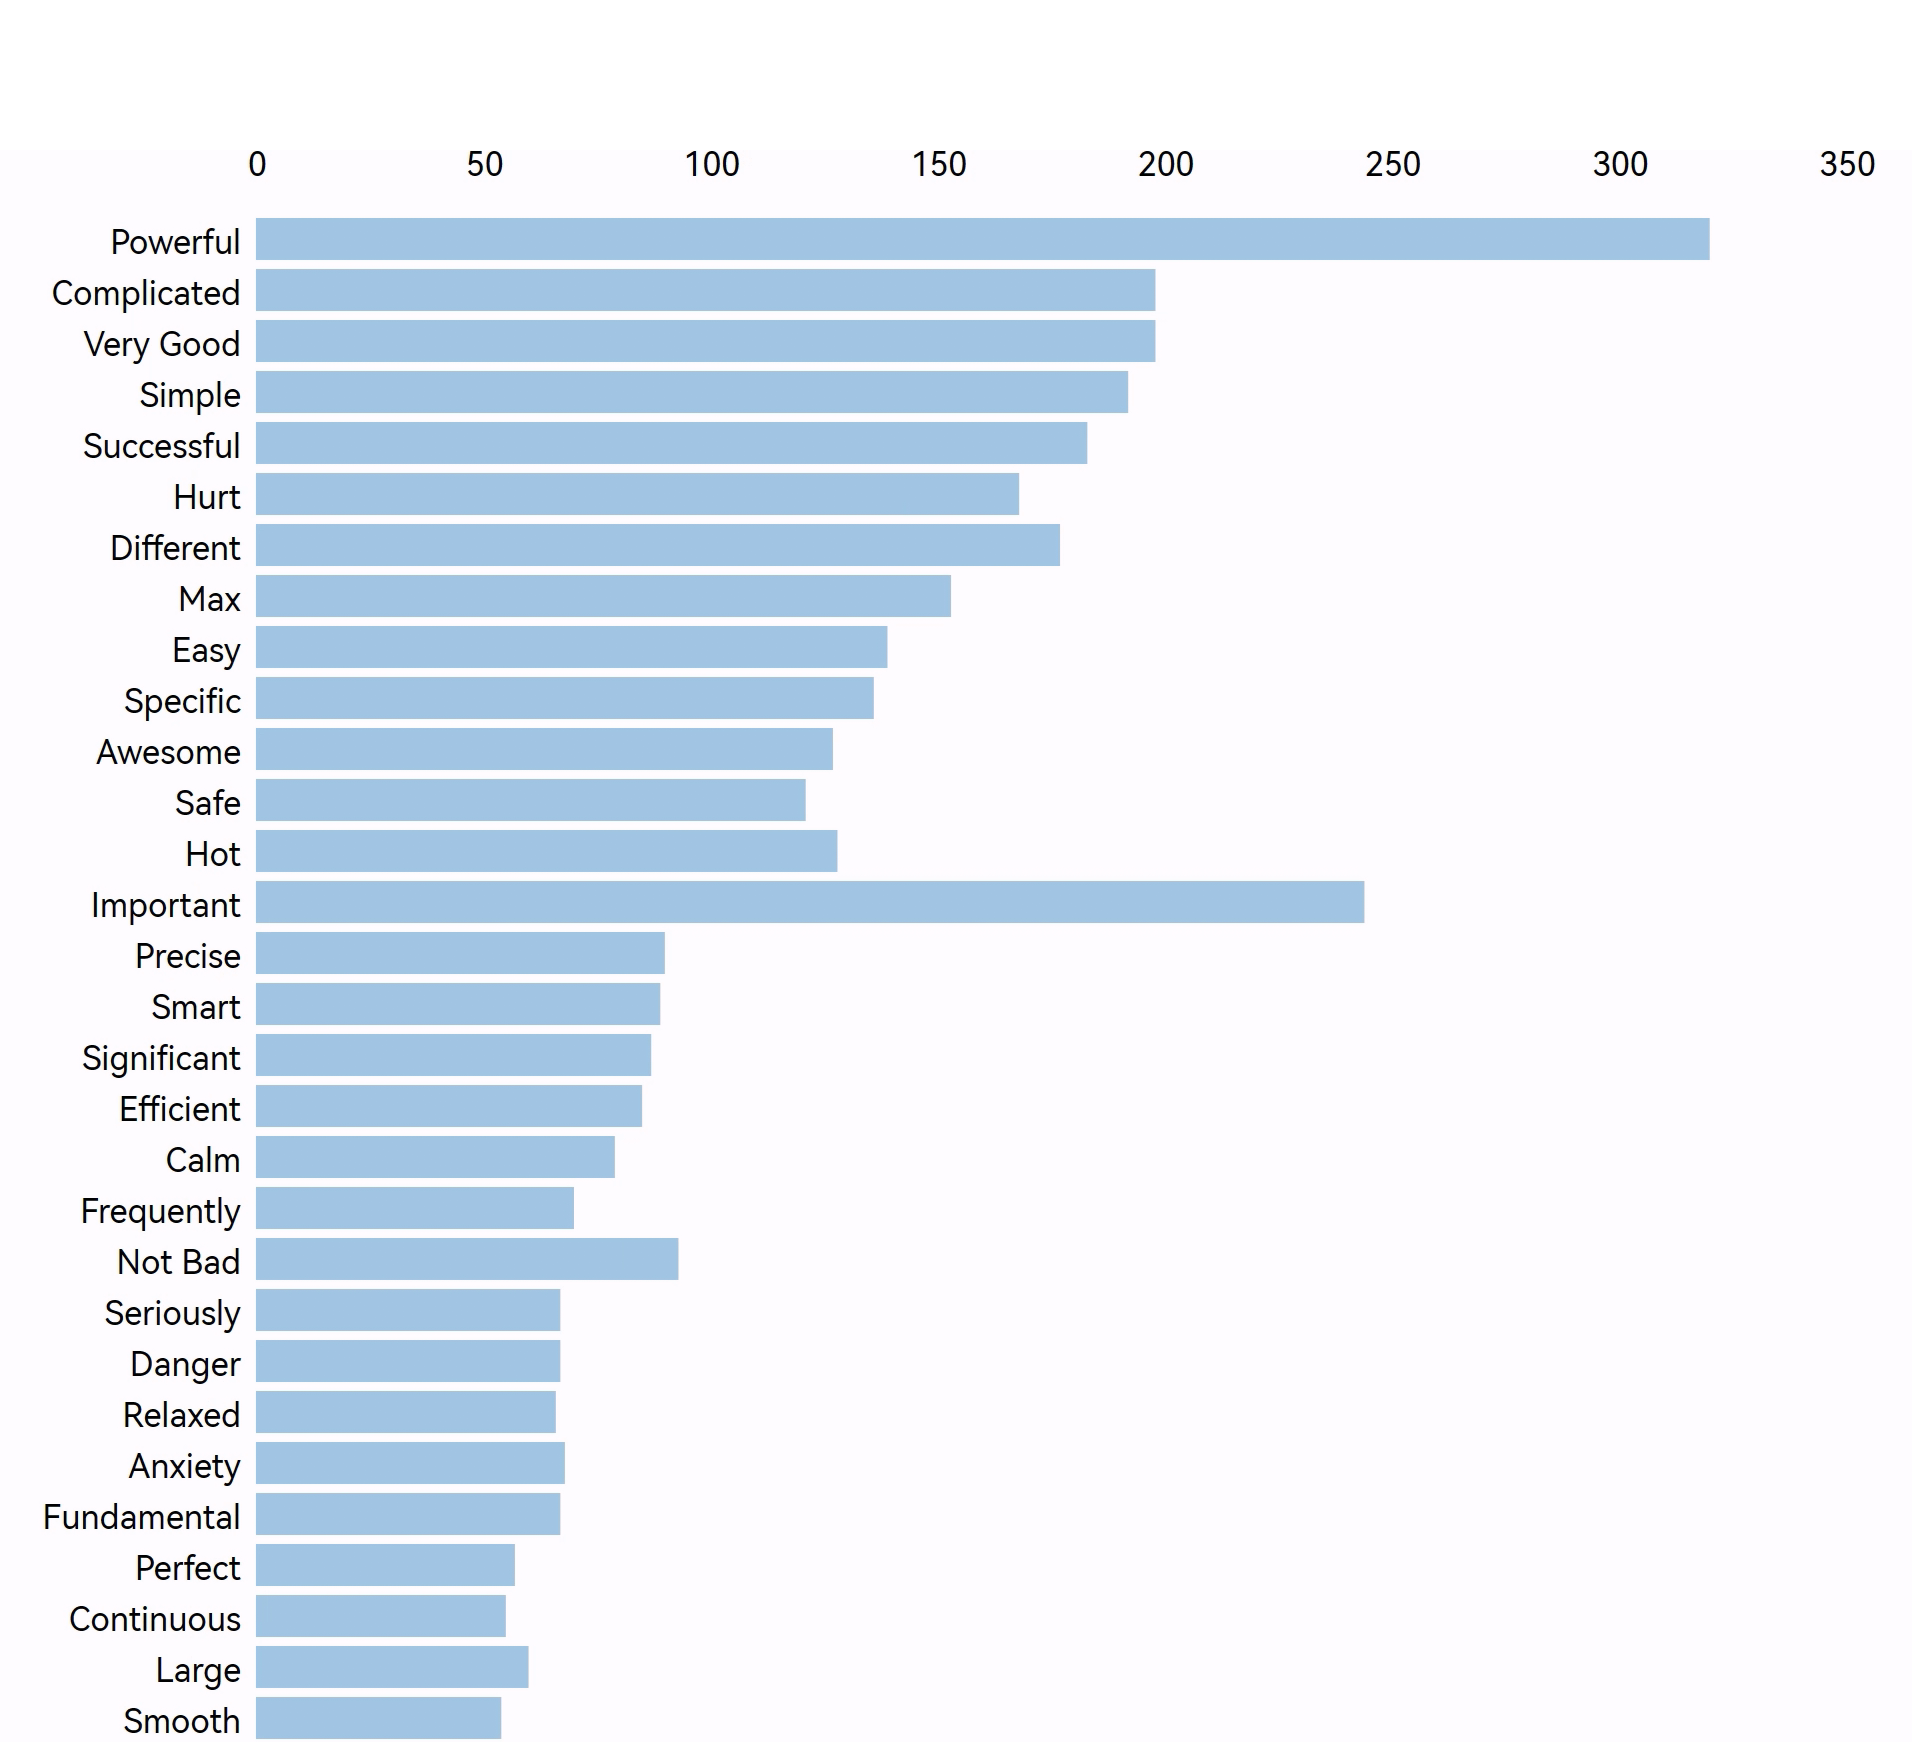 0 50 100 150 200 250 300 350
Powerful
Complicated
Very Good
Simple
Successful
Hurt
Different
Max
Easy
Specific
Awesome
Safe
Hot
Important
Precise
Smart
Significant
Efficient
Calm
Frequently
Not Bad
Seriously
Danger
Relaxed
Anxiety
Fundamental
Perfect
Continuous
Large
Smooth